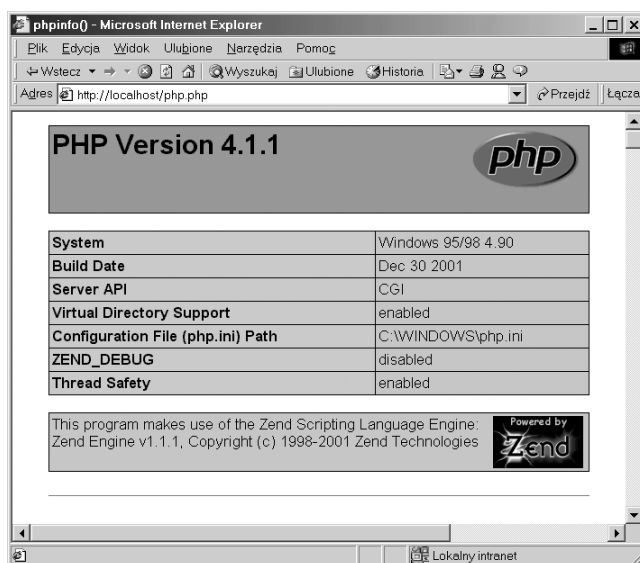 phpinfo() - Microsoft Internet Explorer
Plik Edycja Widok Ulubione Narzędzia Pomoc
Wstecz Wyszukaj Ulubione Historia
Adres http://localhost/php.php Przejdź Łącza
PHP Version 4.1.1
php
System Windows 95/98 4.90
Build Date Dec 30 2001
Server API CGI
Virtual Directory Support enabled
Configuration File (php.ini) Path C:\WINDOWS\php.ini
ZEND_DEBUG disabled
Thread Safety enabled
This program makes use of the Zend Scripting Language Engine:
Zend Engine v1.1.1, Copyright (c) 1998-2001 Zend Technologies
Powered by
Zend
Lokalny intranet